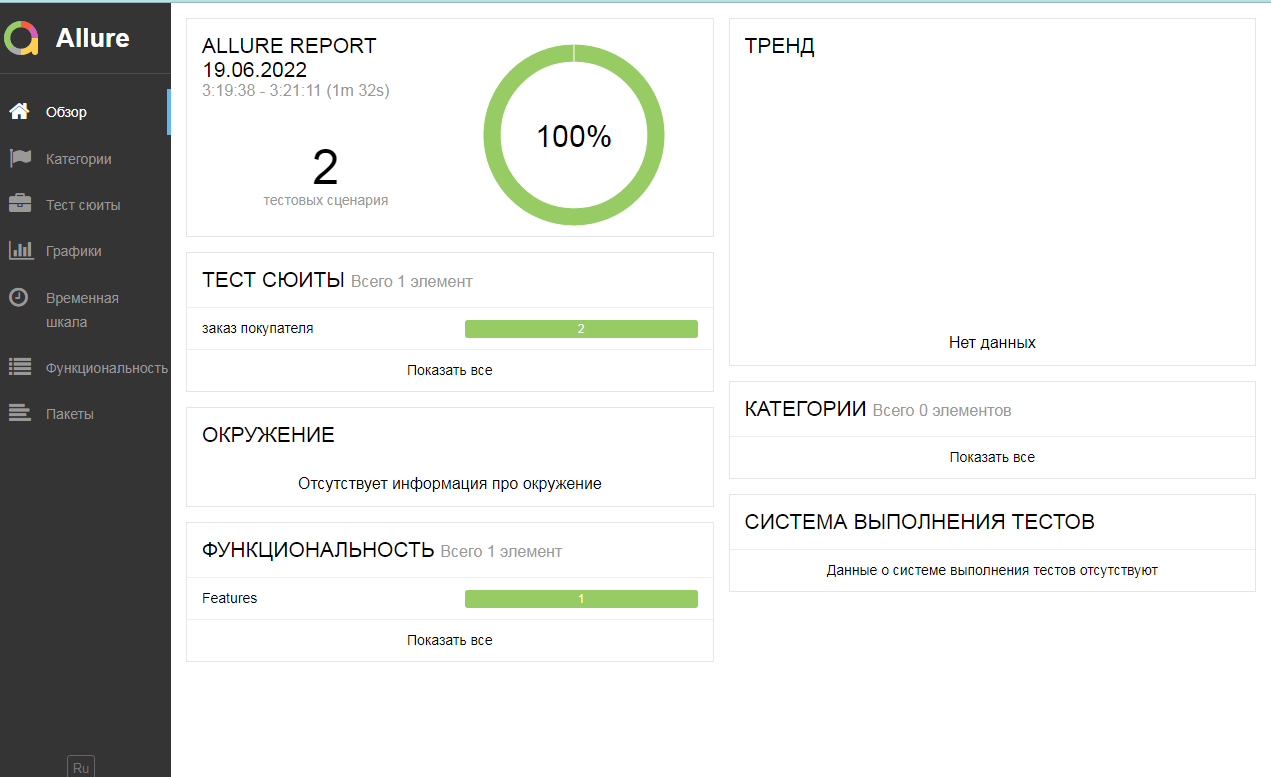 Allure
Обзор
Категории
Тест сюиты
Графики
Временная
шкала
Функциональность
Пакеты
Ru
ALLURE REPORT
19.06.2022
3:19:38 - 3:21:11 (1m 32s)
2
тестовых сценария
100%
ТЕСТ СЮИТЫ Всего 1 элемент
заказ покупателя 2
Показать все
ОКРУЖЕНИЕ
Отсутствует информация про окружение
ФУНКЦИОНАЛЬНОСТЬ Всего 1 элемент
Features 1
Показать все
ТРЕНД
Нет данных
КАТЕГОРИИ Всего 0 элементов
Показать все
СИСТЕМА ВЫПОЛНЕНИЯ ТЕСТОВ
Данные о системе выполнения тестов отсутствуют